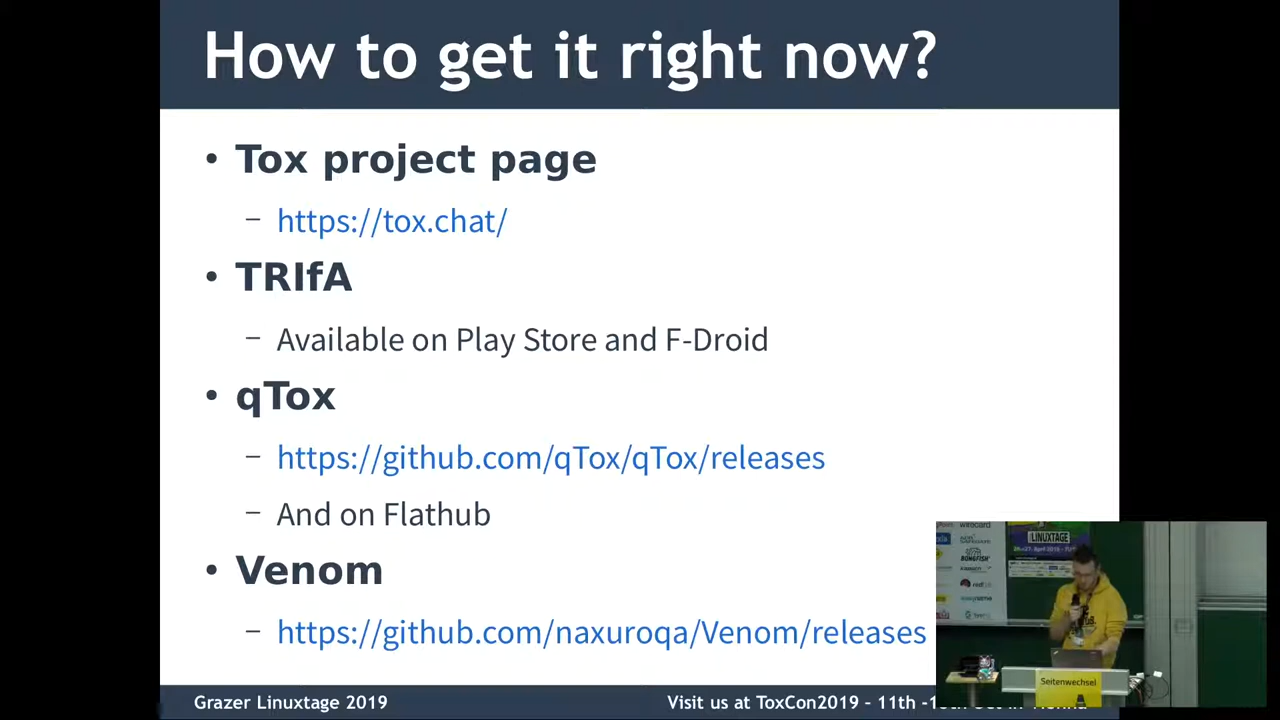 How to get it right now?
• Tox project page
– https://tox.chat/
• TRIfA
– Available on Play Store and F-Droid
• qTox
– https://github.com/qTox/qTox/releases
– And on Flathub
• Venom
– https://github.com/naxuroqa/Venom/releases
LINUXTAGE
Seitenwechsel
Grazer Linuxtage 2019
Visit us at ToxCon2019 - 11th